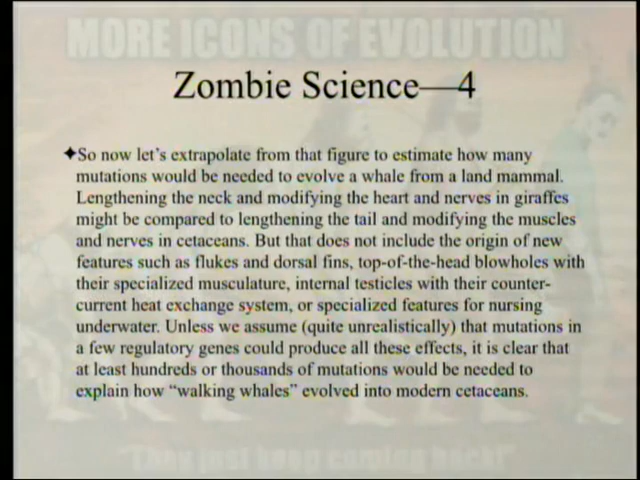 MORE ICONS OF EVOLUTION
Zombie Science—4
✦So now let's extrapolate from that figure to estimate how many
mutations would be needed to evolve a whale from a land mammal.
Lengthening the neck and modifying the heart and nerves in giraffes
might be compared to lengthening the tail and modifying the muscles
and nerves in cetaceans. But that does not include the origin of new
features such as flukes and dorsal fins, top-of-the-head blowholes with
their specialized musculature, internal testicles with their counter-
current heat exchange system, or specialized features for nursing
underwater. Unless we assume (quite unrealistically) that mutations in
a few regulatory genes could produce all these effects, it is clear that
at least hundreds or thousands of mutations would be needed to
explain how “walking whales” evolved into modern cetaceans.
"They just keep coming back!"